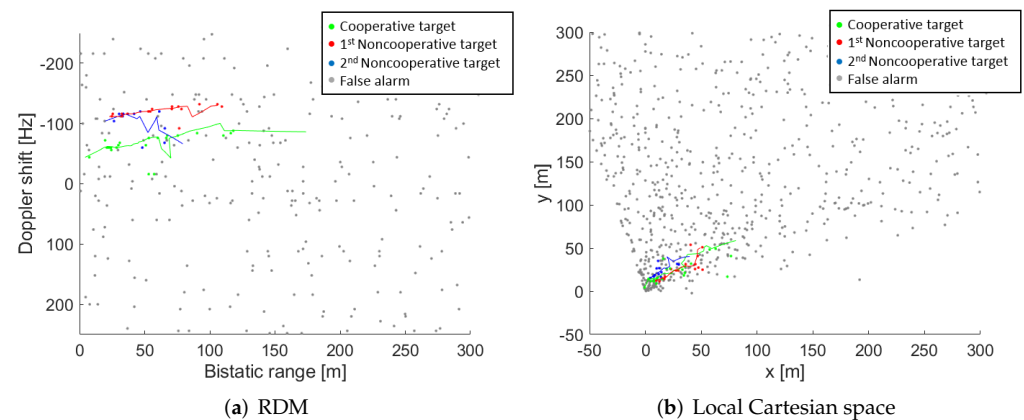 Cooperative target
1st Noncooperative target
2nd Noncooperative target
False alarm
-200
-100
0
100
200
0
50
100
150
200
250
300
Doppler shift [Hz]
Bistatic range [m]
(a) RDM
Cooperative target
1st Noncooperative target
2nd Noncooperative target
False alarm
300
250
200
150
100
50
0
-50
-50
0
50
100
150
200
250
300
y [m]
x [m]
(b) Local Cartesian space